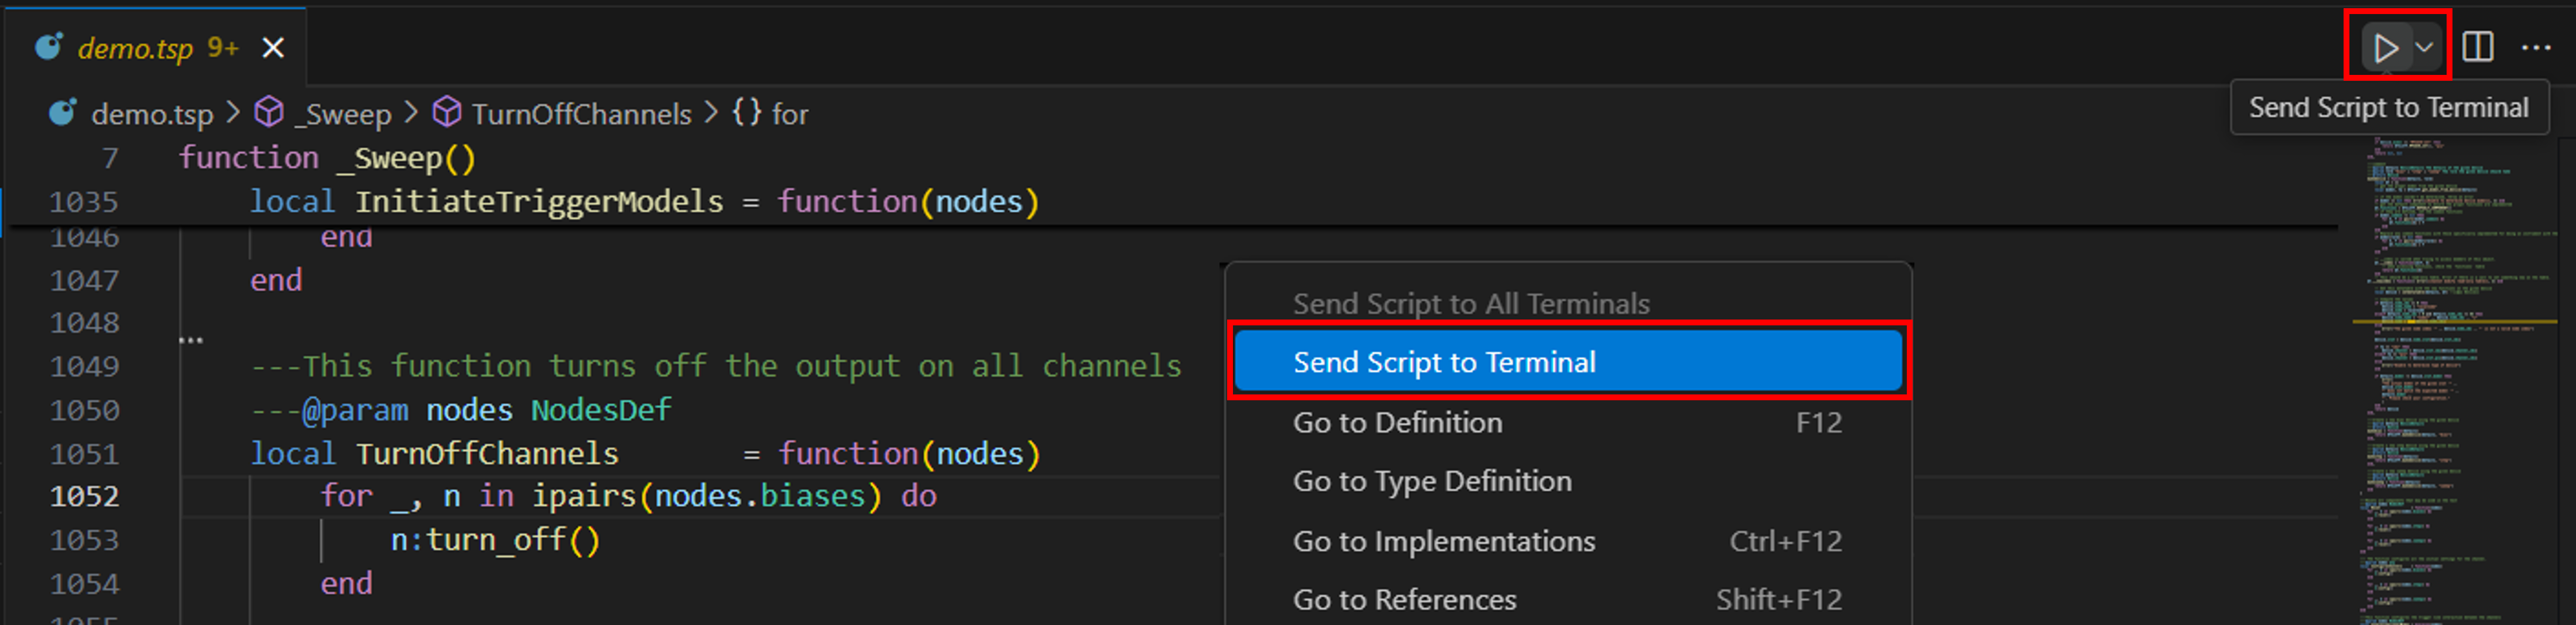 demo.tsp 9+
Send Script to Terminal
demo.tsp > _Sweep > TurnOffChannels > {} for
7 function _Sweep()
1035 local InitiateTriggerModels = function(nodes)
1046 end
1047 end
1048
1049 ---This function turns off the output on all channels
1050 ---@param nodes NodesDef
1051 local TurnOffChannels = function(nodes)
1052 for _, n in ipairs(nodes.biases) do
1053 n:turn_off()
1054 end
Send Script to All Terminals
Send Script to Terminal
Go to Definition F12
Go to Type Definition
Go to Implementations Ctrl+F12
Go to References Shift+F12